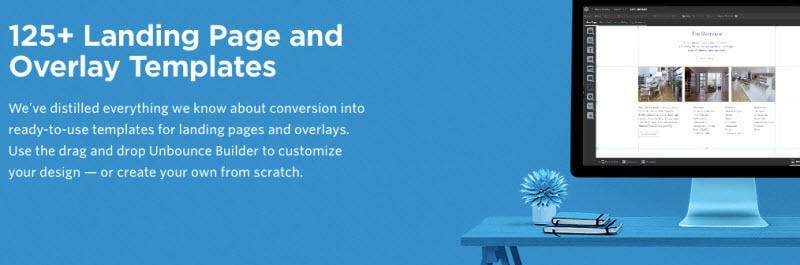 125+ Landing Page and
Overlay Templates
We've distilled everything we know about conversion into
ready-to-use templates for landing pages and overlays.
Use the drag and drop Unbounce Builder to customize
your design — or create your own from scratch.
The Overview